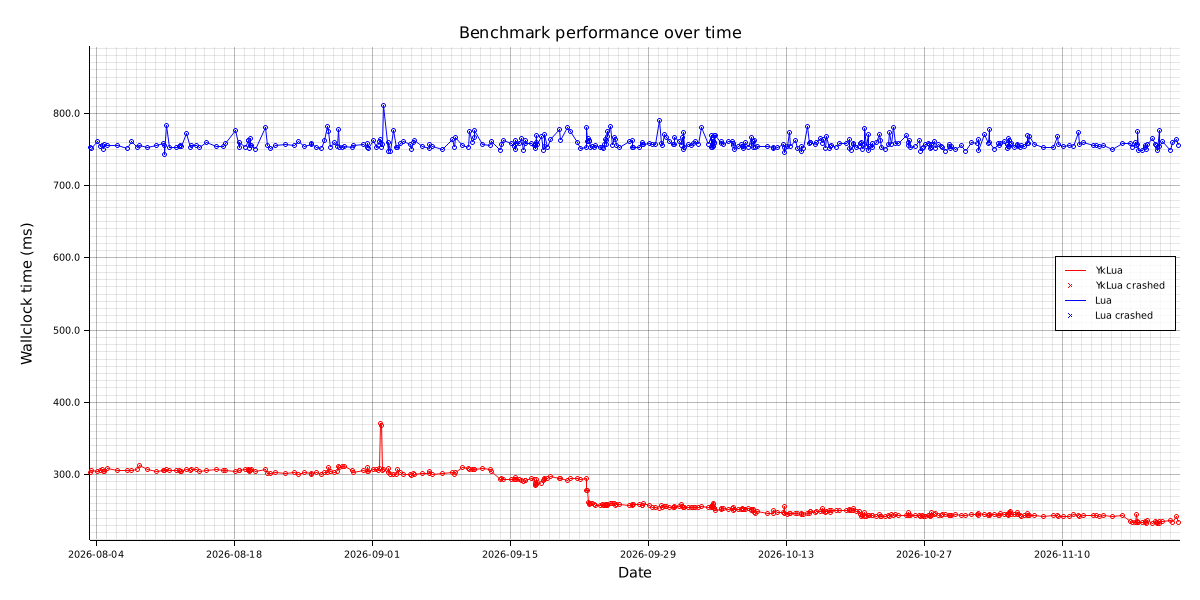 Benchmark performance over time
800.0
700.0
600.0
500.0
400.0
300.0
Wallclock time (ms)
YkLua
YkLua crashed
Lua
Lua crashed
2026-08-04
2026-08-18
2026-09-01
2026-09-15
2026-09-29
2026-10-13
2026-10-27
2026-11-10
Date